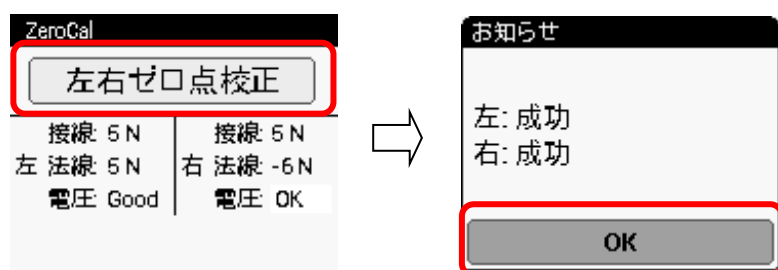 ZeroCal
左右ゼロ点校正
接線: 5 N
接線: 5 N
左 法線: 5 N
右 法線: -6 N
電圧: Good
電圧: OK
お知らせ
左: 成功
右: 成功
OK